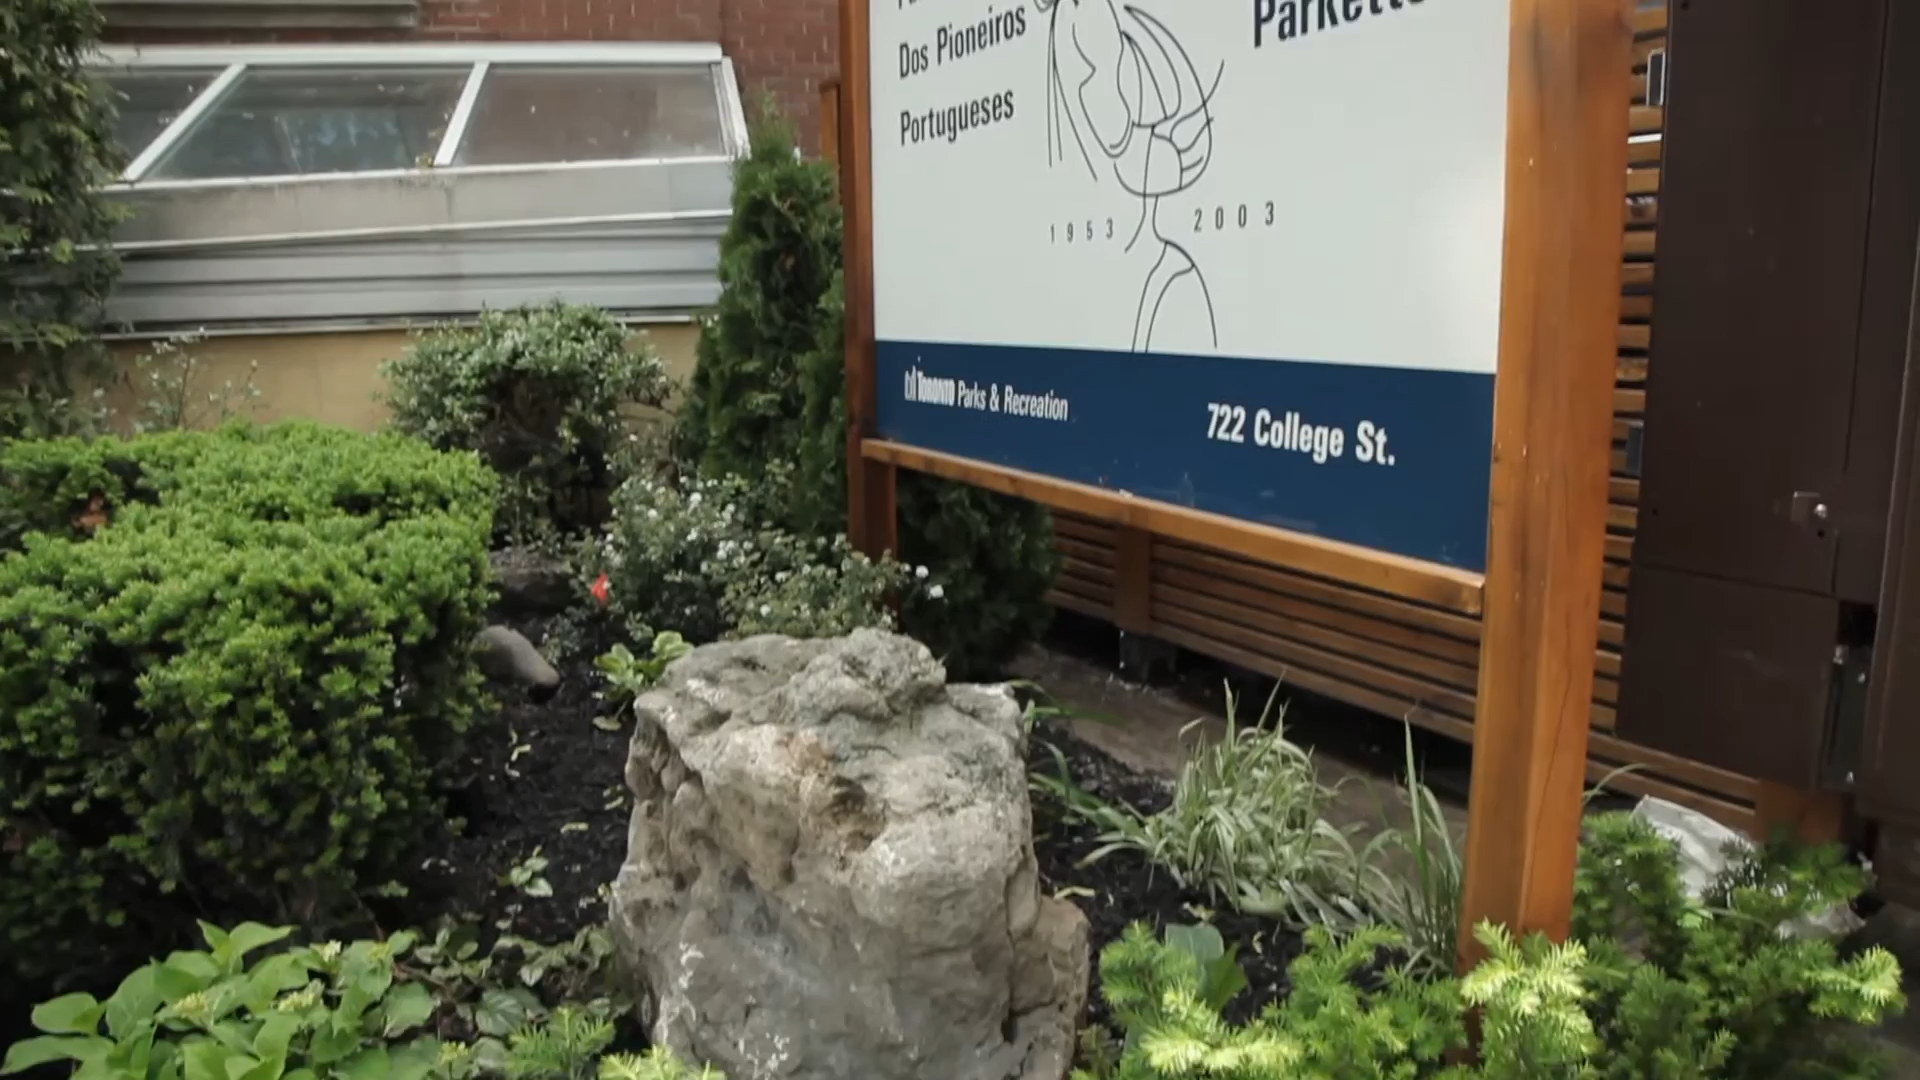 Dos Pioneiros
Portugueses
Parkette
1953 2003
TORONTO Parks & Recreation
722 College St.